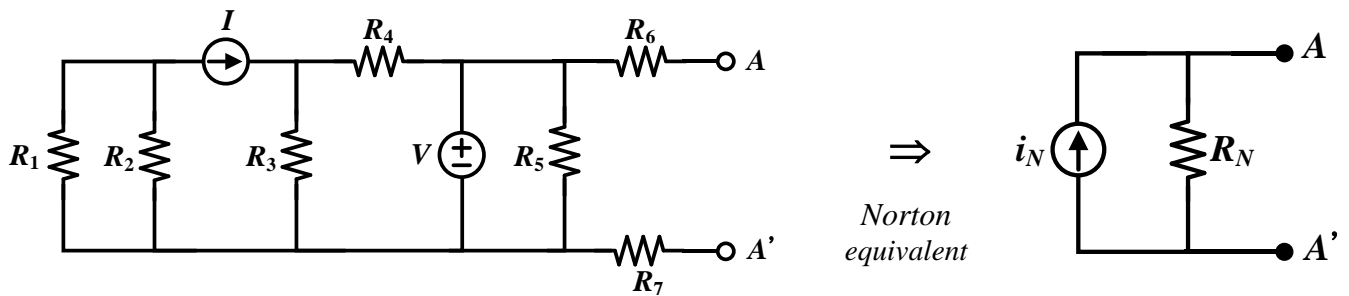 I
R4
R6
A
R1
R2
R3
V
R5
⇒
iN
RN
A
Norton
equivalent
R7
A'
A'